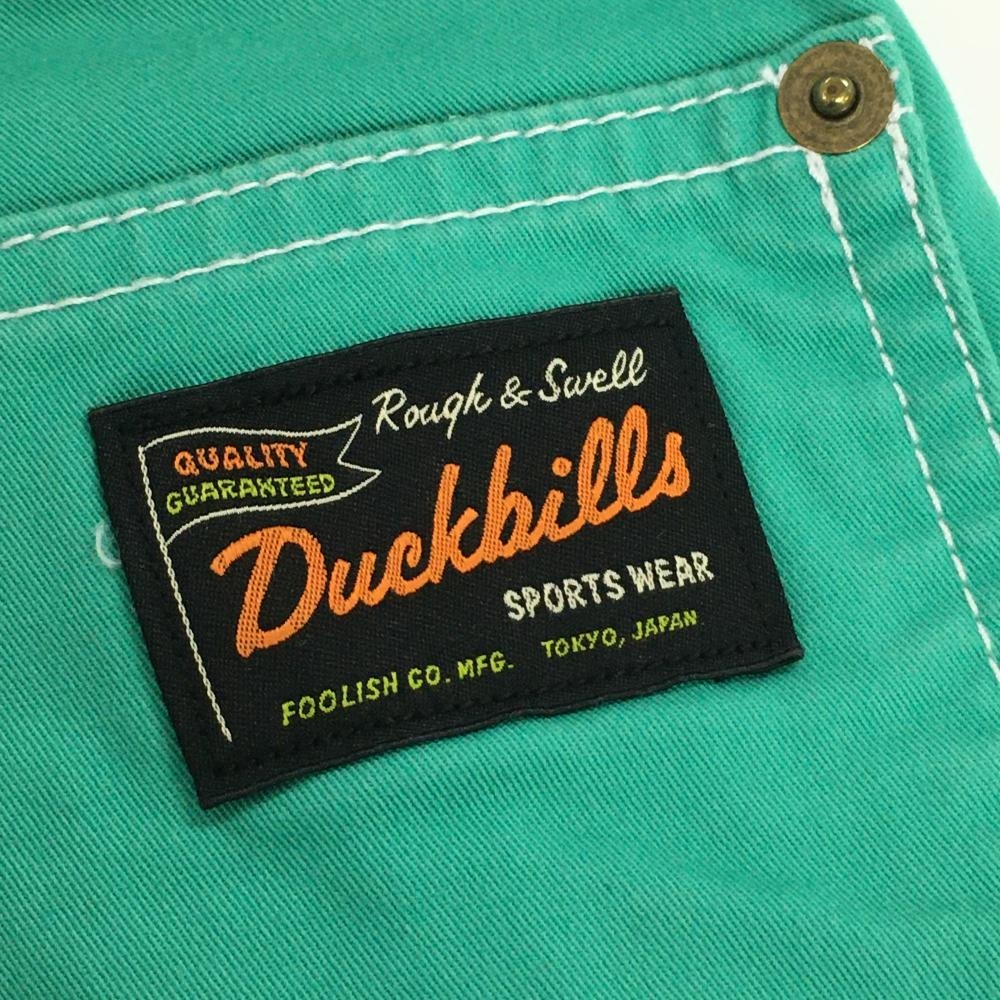 Rough & Swell
QUALITY
GUARANTEED
Duckbills
SPORTS WEAR
FOOLISH CO. MFG. TOKYO, JAPAN